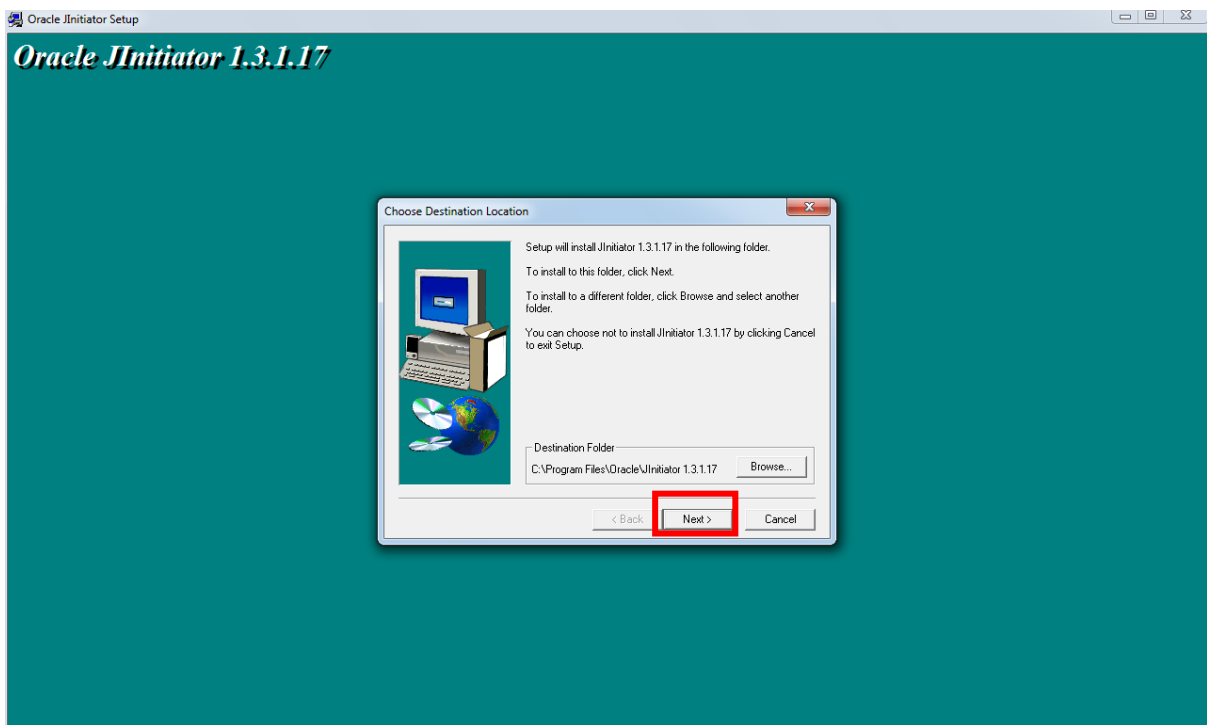 Oracle JInitiator Setup
Oracle JInitiator 1.3.1.17
Choose Destination Location
Setup will install JInitiator 1.3.1.17 in the following folder.
To install to this folder, click Next.
To install to a different folder, click Browse and select another
folder.
You can choose not to install JInitiator 1.3.1.17 by clicking Cancel
to exit Setup.
Destination Folder
C:\Program Files\Oracle\JInitiator 1.3.1.17
Browse...
< Back
Next >
Cancel